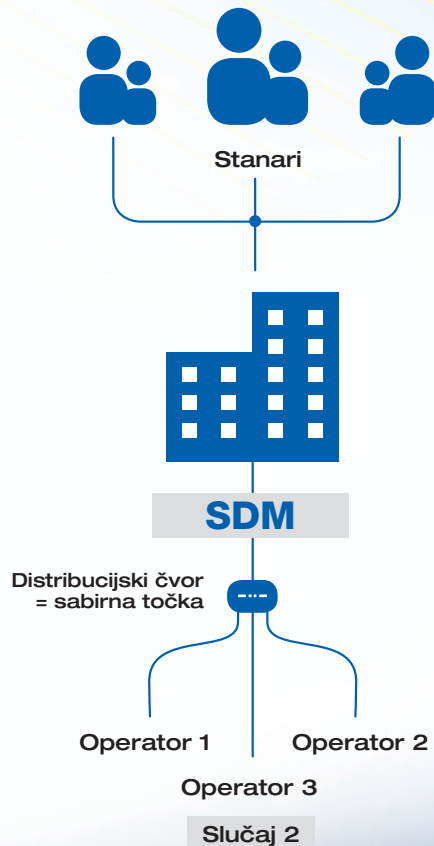 Stanari
SDM
Distribucijski čvor
= sabirna točka
Operator 1
Operator 2
Operator 3
Slučaj 2